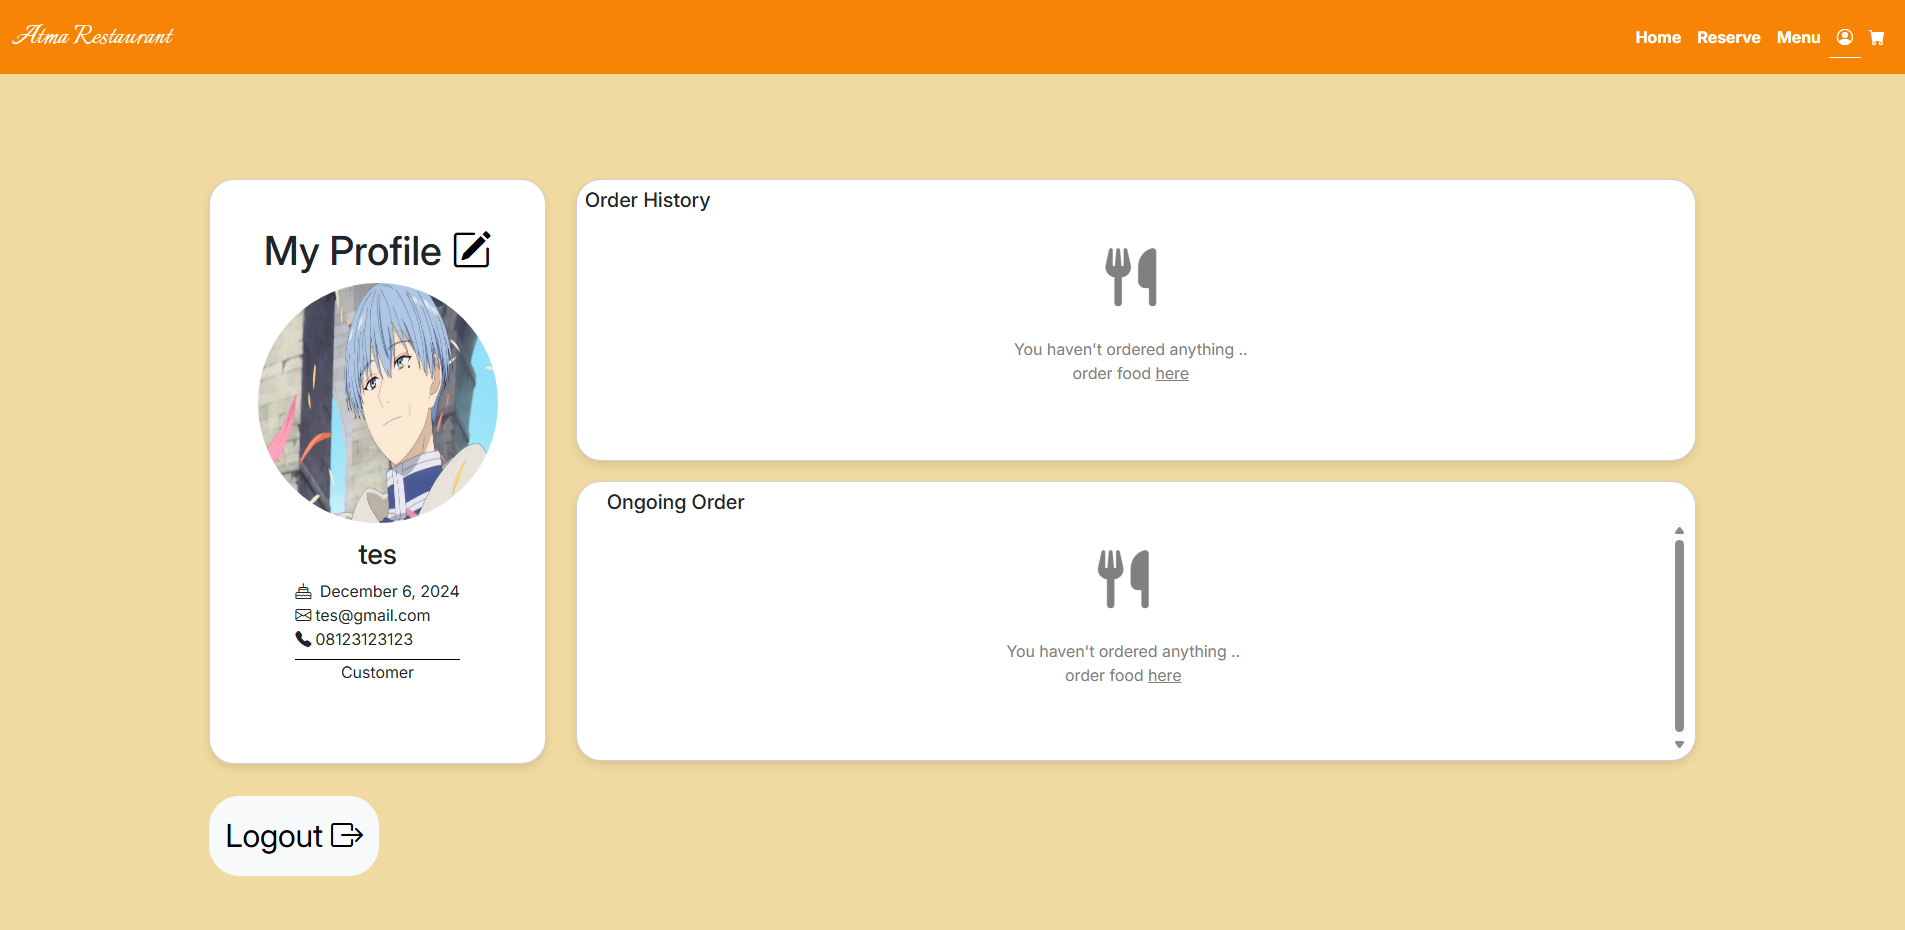 Atma Restaurant
Home Reserve Menu
My Profile
tes
December 6, 2024
tes@gmail.com
08123123123
Customer
Order History
You haven't ordered anything ..
order food here
Ongoing Order
You haven't ordered anything ..
order food here
Logout